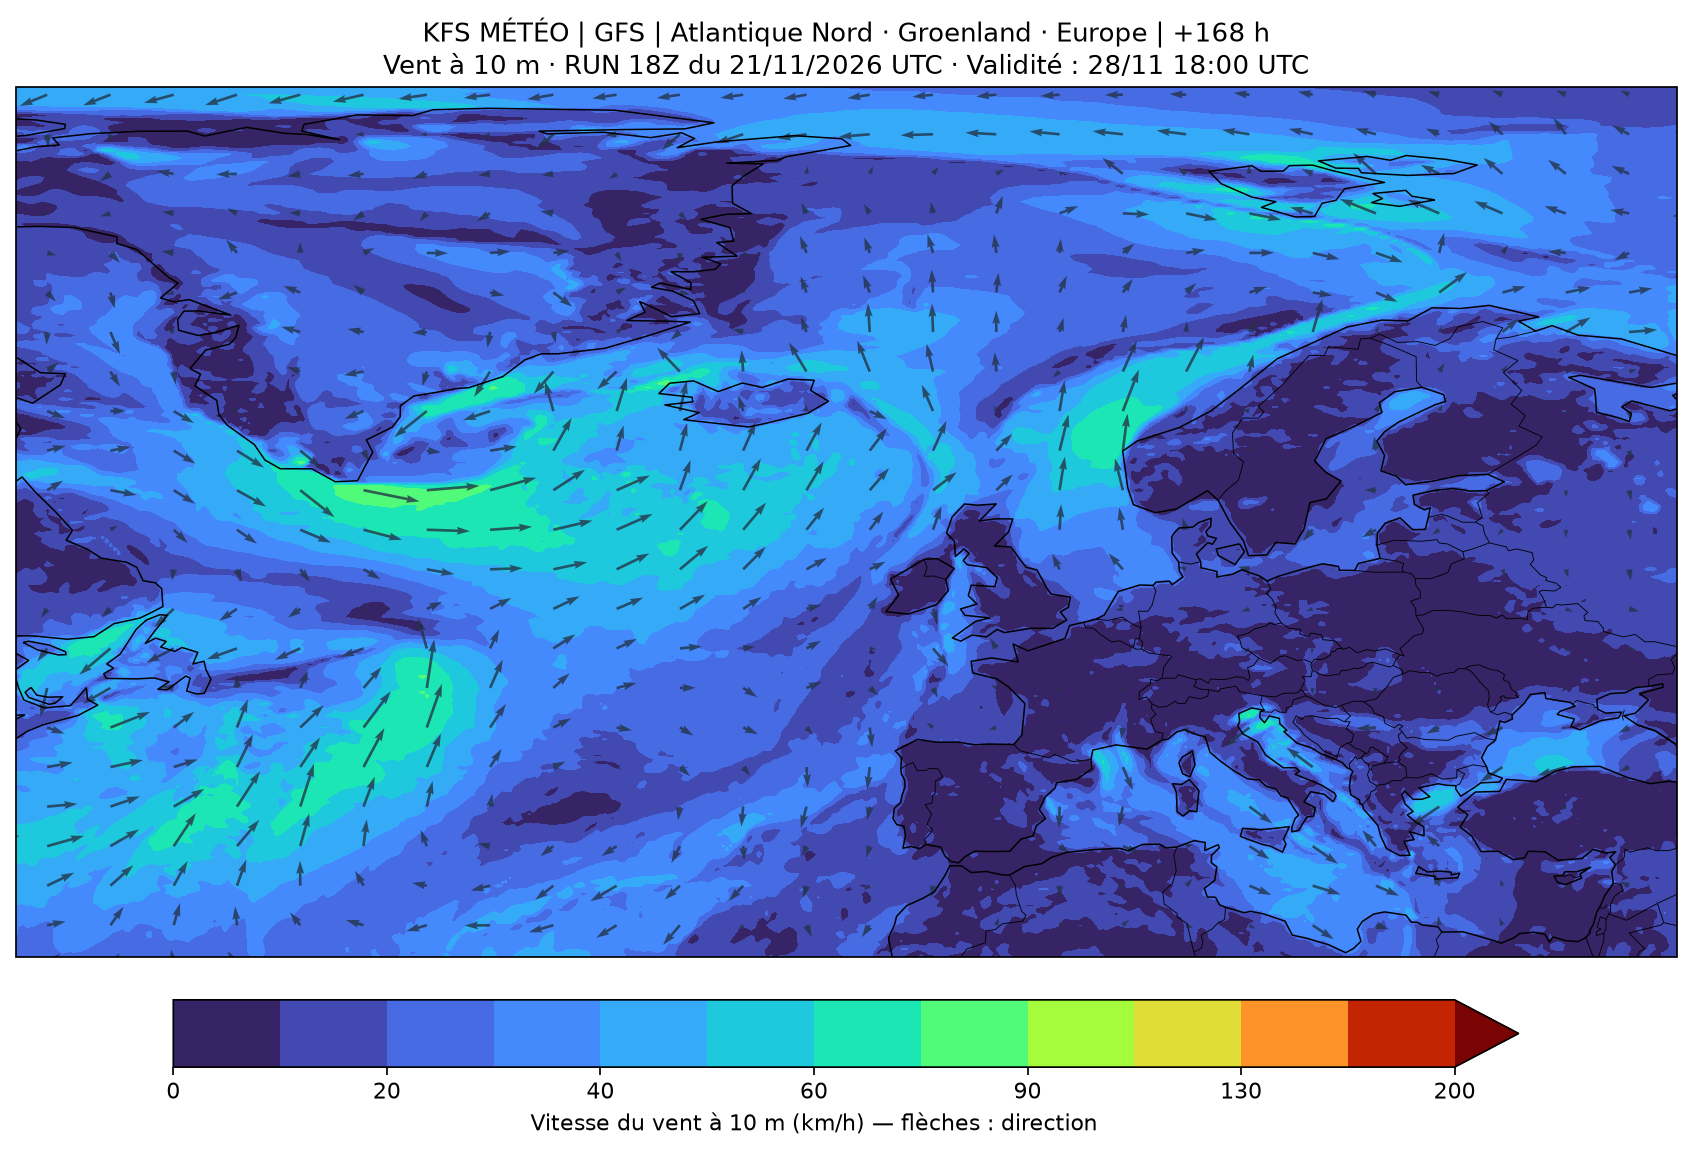 KFS MÉTÉO | GFS | Atlantique Nord · Groenland · Europe | +168 h
Vent à 10 m · RUN 18Z du 21/11/2026 UTC · Validité : 28/11 18:00 UTC
0 20 40 60 90 130 200
Vitesse du vent à 10 m (km/h) — flèches : direction